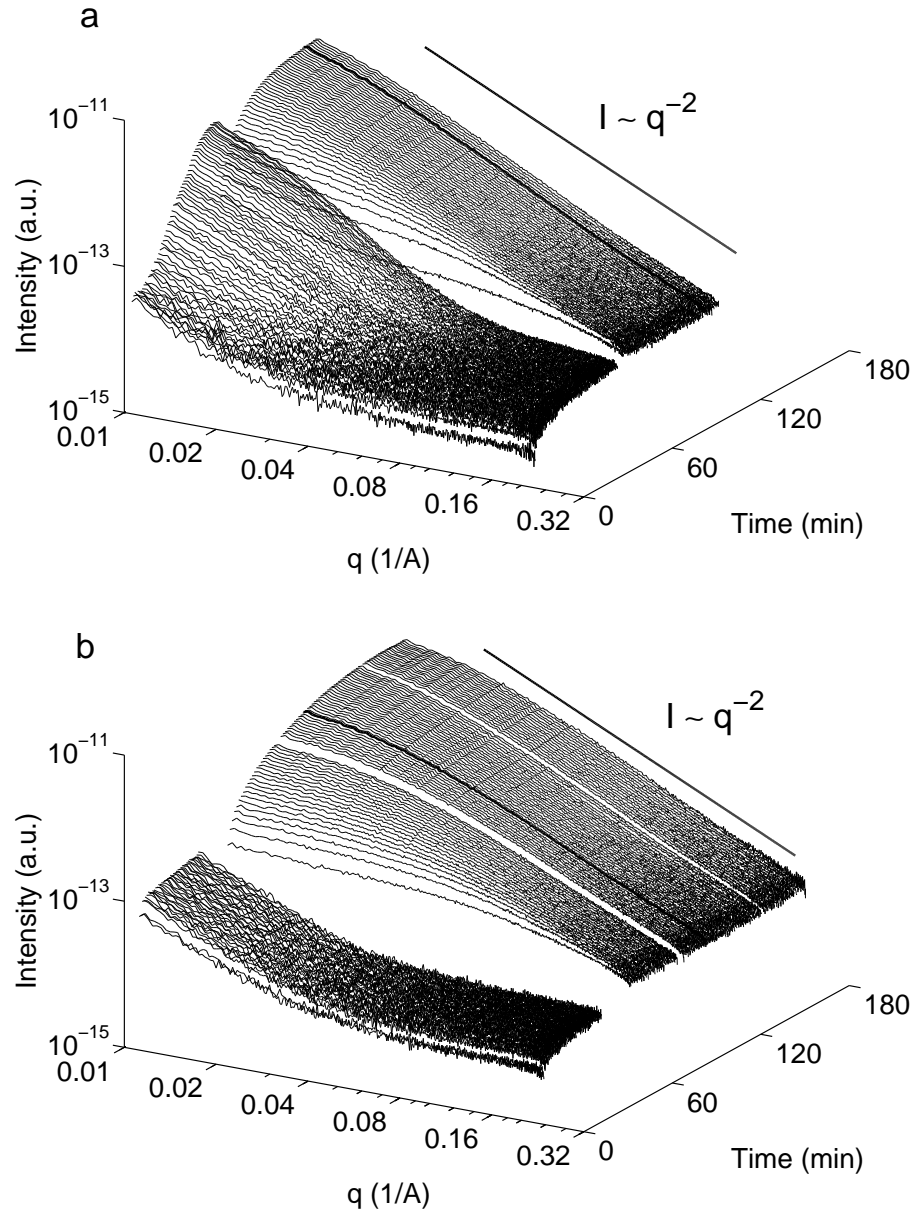 a
I ~ q^−2
10^−11
10^−13
10^−15
Intensity (a.u.)
0.01
0.02
0.04
0.08
0.16
0.32
q (1/A)
0
60
120
180
Time (min)
b
I ~ q^−2
10^−11
10^−13
10^−15
Intensity (a.u.)
0.01
0.02
0.04
0.08
0.16
0.32
q (1/A)
0
60
120
180
Time (min)